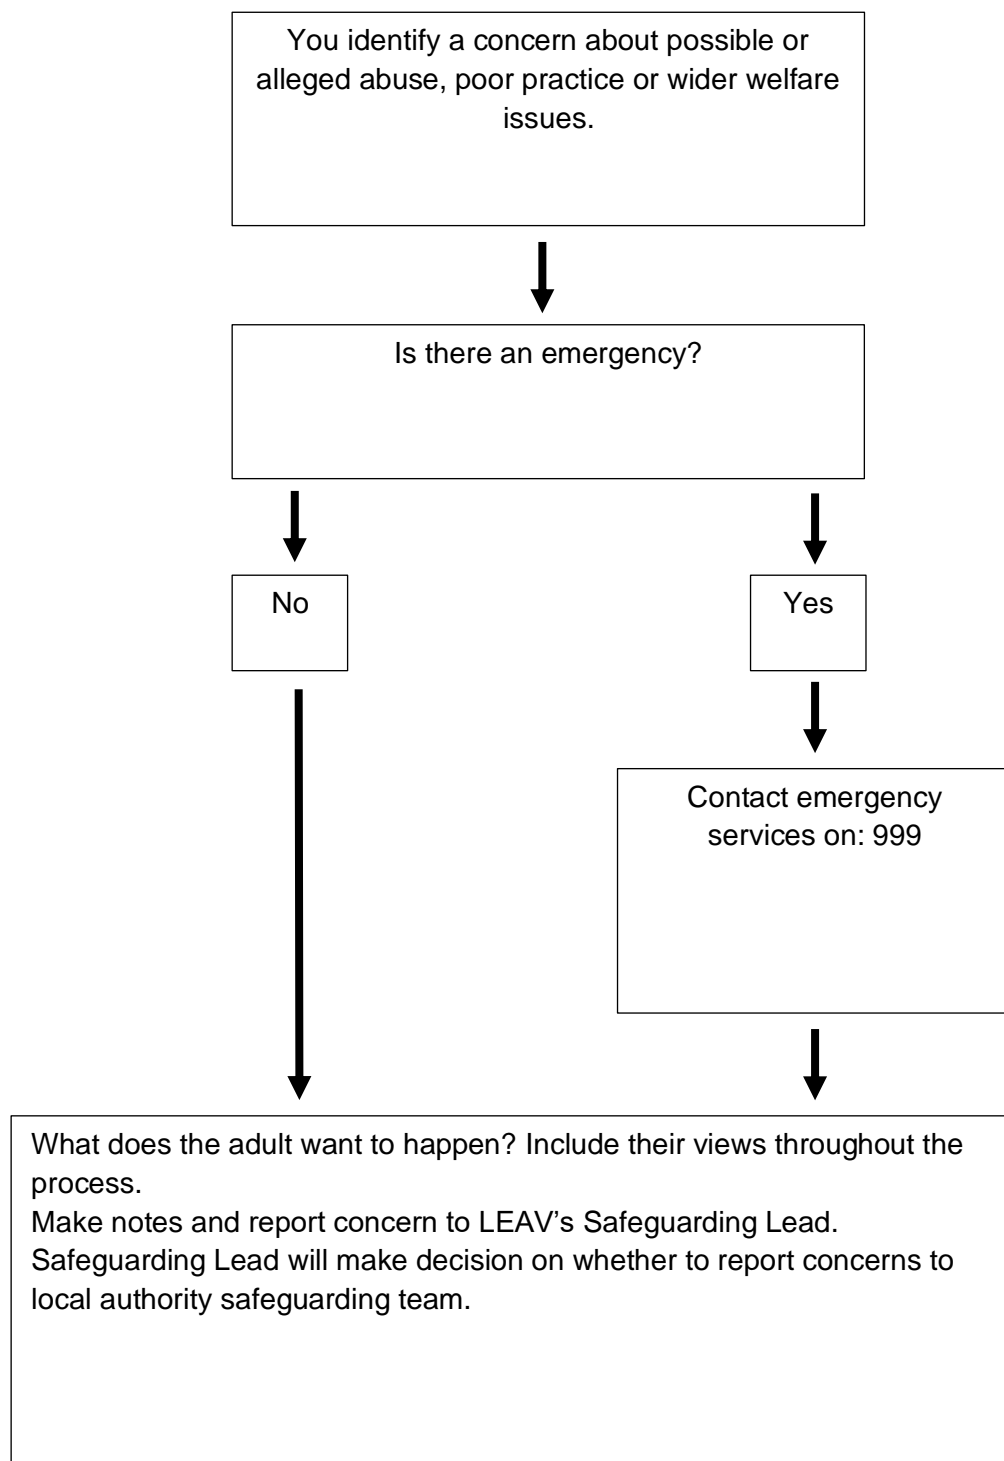 You identify a concern about possible or
alleged abuse, poor practice or wider welfare
issues.
Is there an emergency?
No
Yes
Contact emergency
services on: 999
What does the adult want to happen? Include their views throughout the
process.
Make notes and report concern to LEAV’s Safeguarding Lead.
Safeguarding Lead will make decision on whether to report concerns to
local authority safeguarding team.